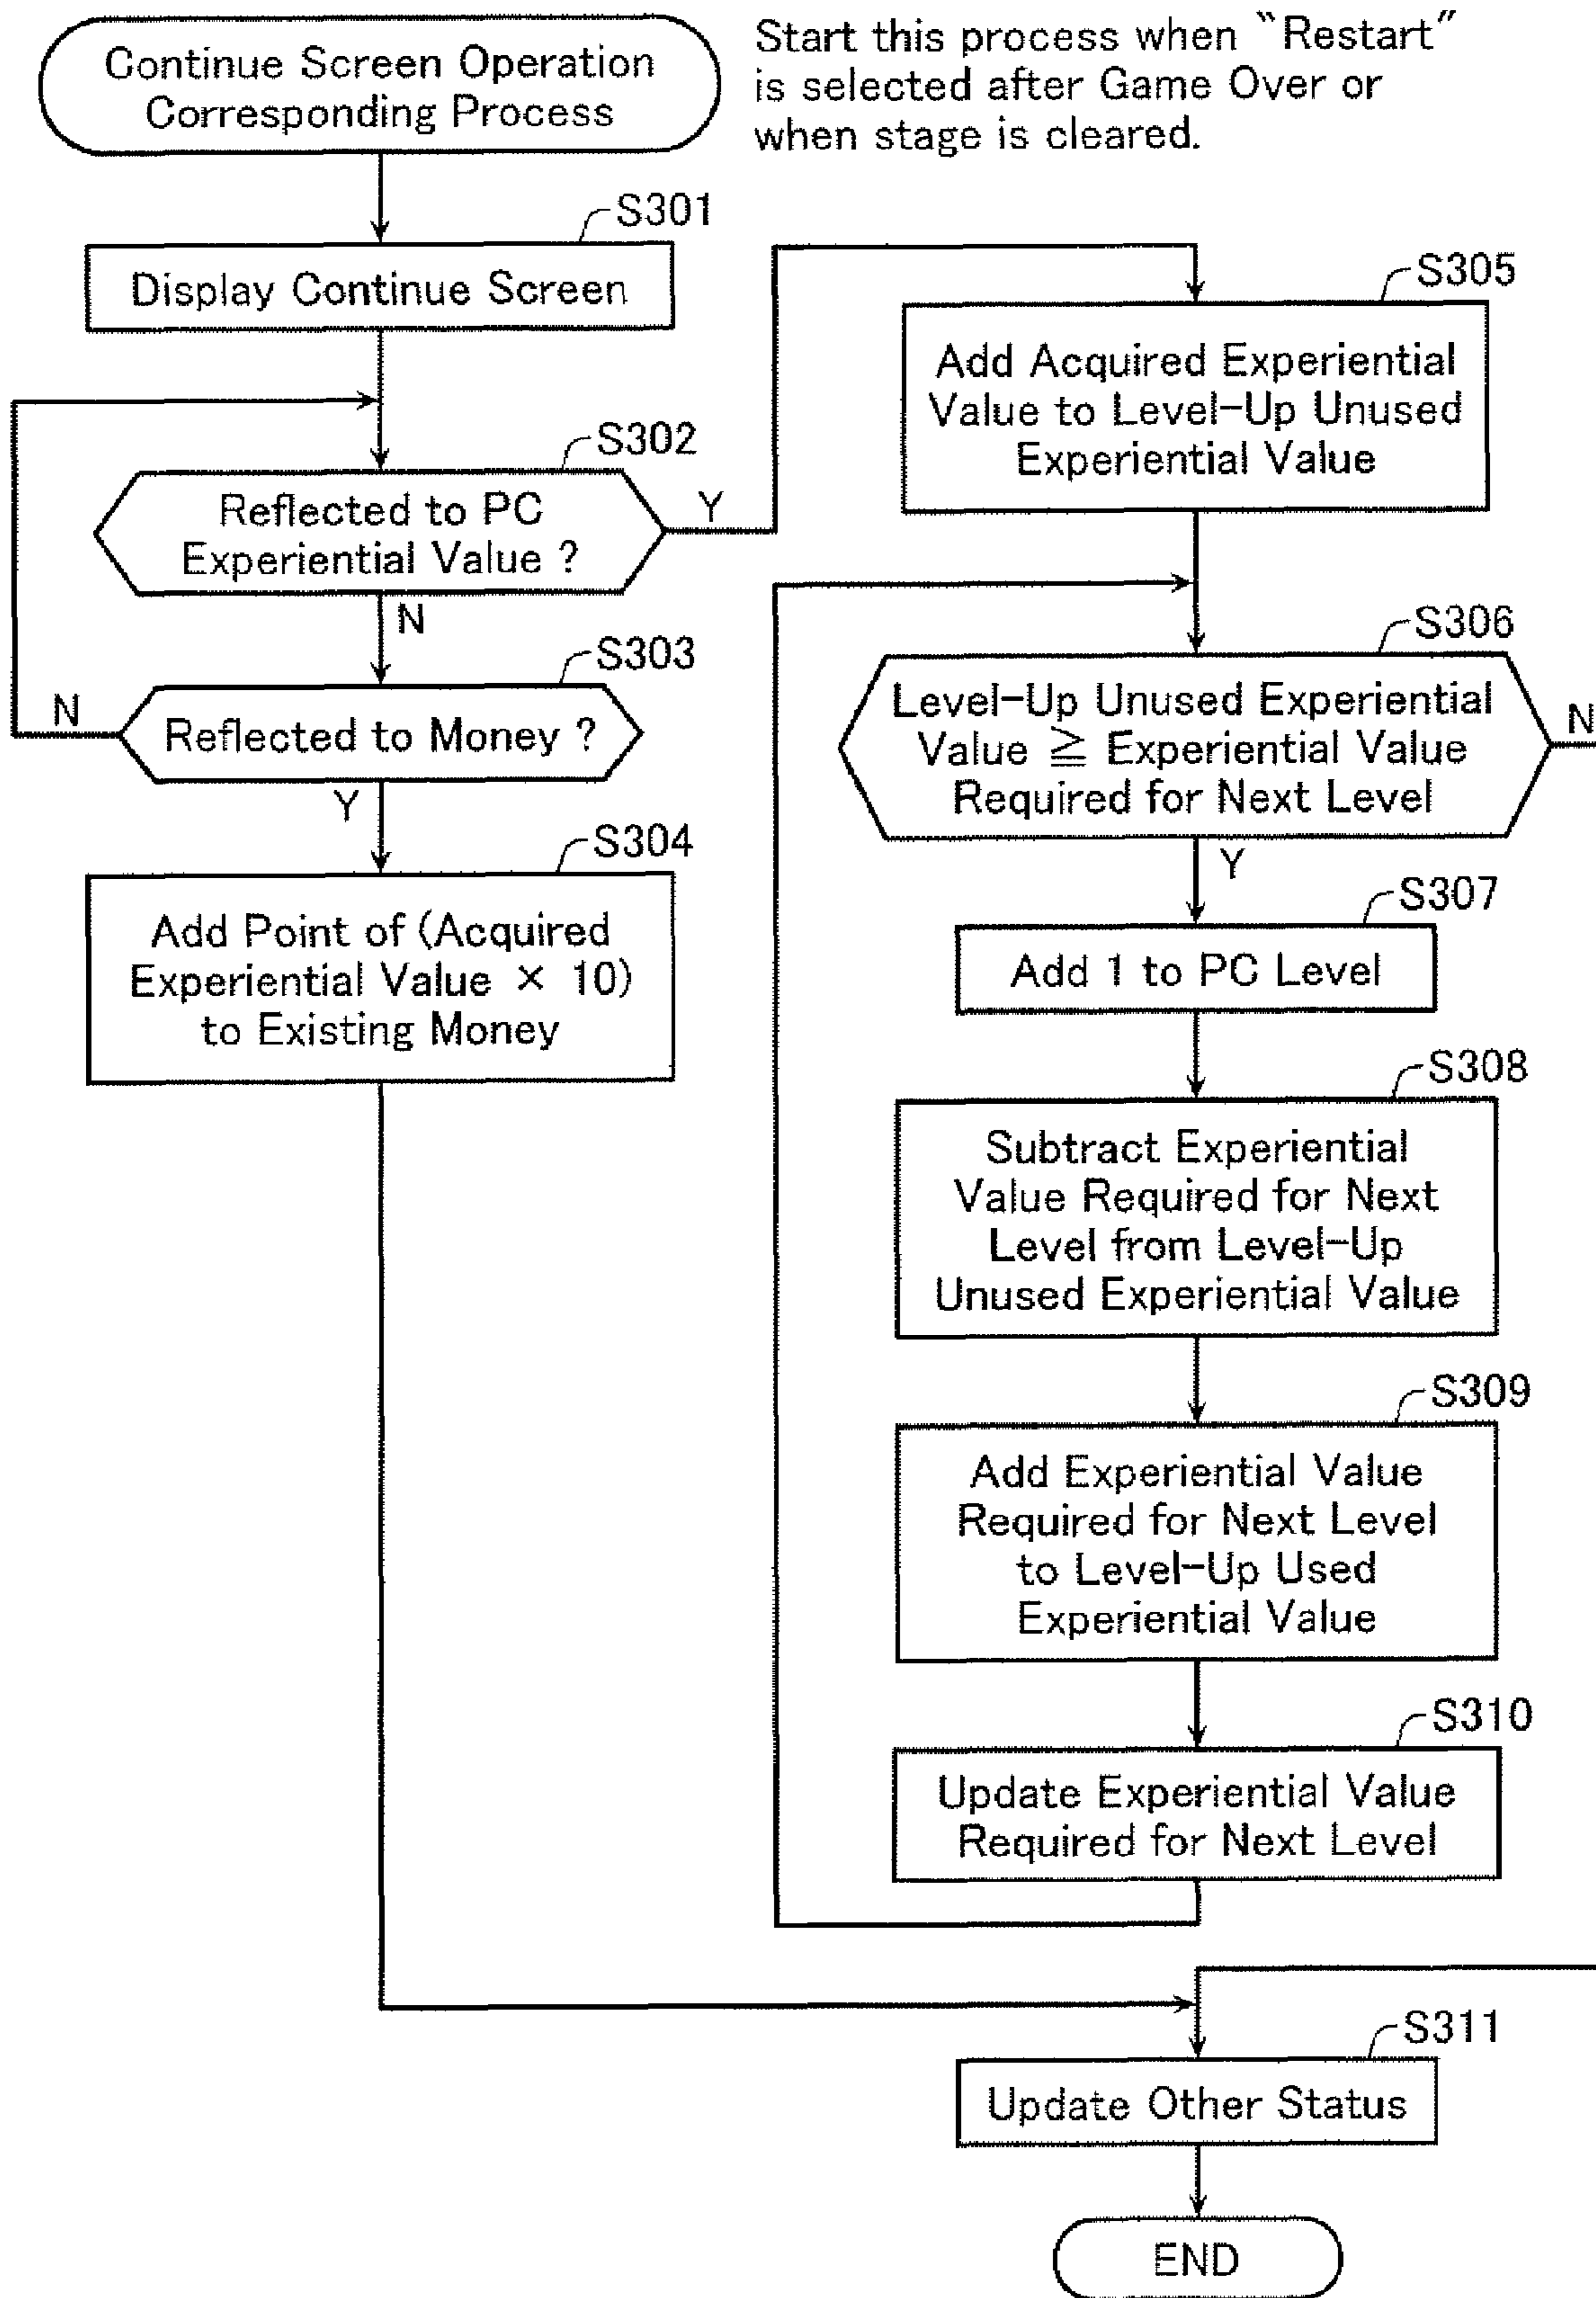 Continue Screen Operation
Corresponding Process
Start this process when “Restart”
is selected after Game Over or
when stage is cleared.
S301
Display Continue Screen
S302
Reflected to PC
Experiential Value ?
Y
N
S303
Reflected to Money ?
N
Y
S304
Add Point of (Acquired
Experiential Value × 10)
to Existing Money
S305
Add Acquired Experiential
Value to Level-Up Unused
Experiential Value
S306
Level-Up Unused Experiential
Value ≧ Experiential Value
Required for Next Level
N
Y
S307
Add 1 to PC Level
S308
Subtract Experiential
Value Required for Next
Level from Level-Up
Unused Experiential Value
S309
Add Experiential Value
Required for Next Level
to Level-Up Used
Experiential Value
S310
Update Experiential Value
Required for Next Level
S311
Update Other Status
END